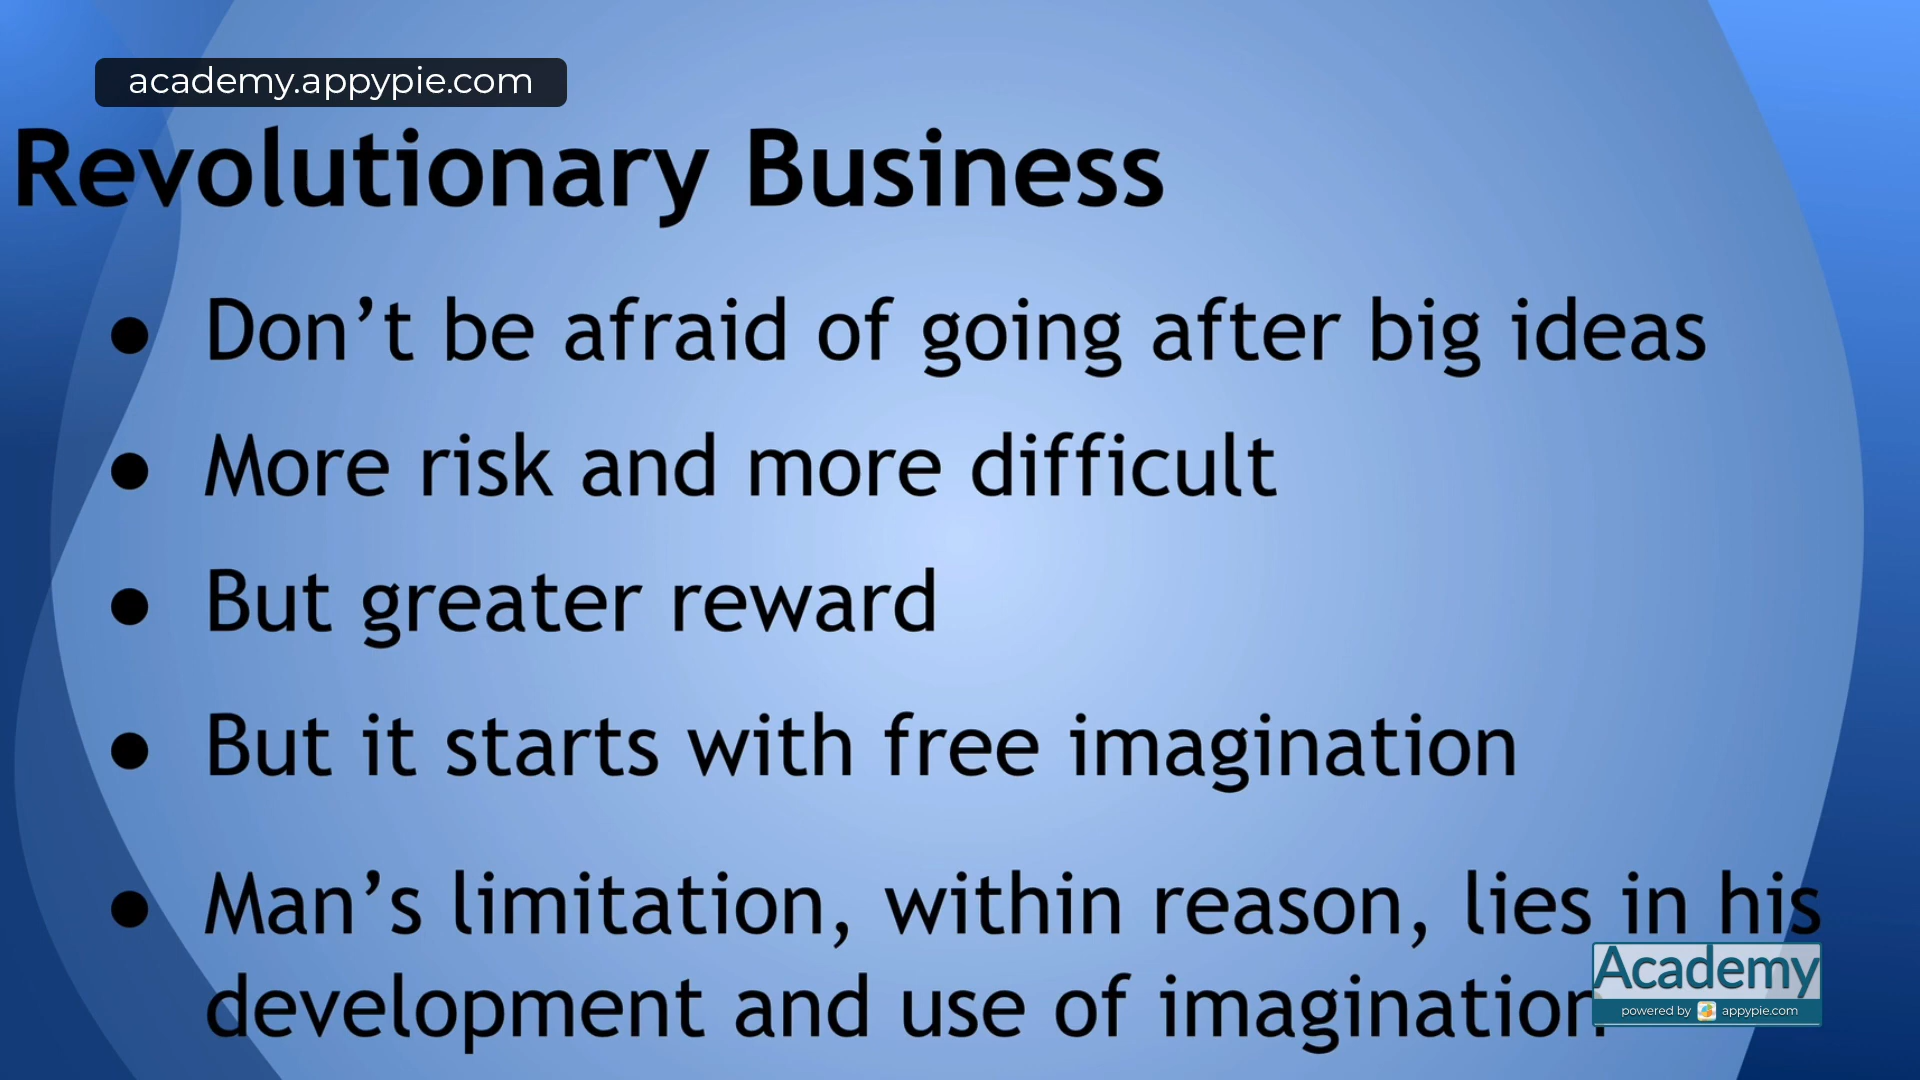 academy.appypie.com
Revolutionary Business
● Don’t be afraid of going after big ideas
● More risk and more difficult
● But greater reward
● But it starts with free imagination
● Man’s limitation, within reason, lies in his
development and use of imagination
Academy
powered by appypie.com